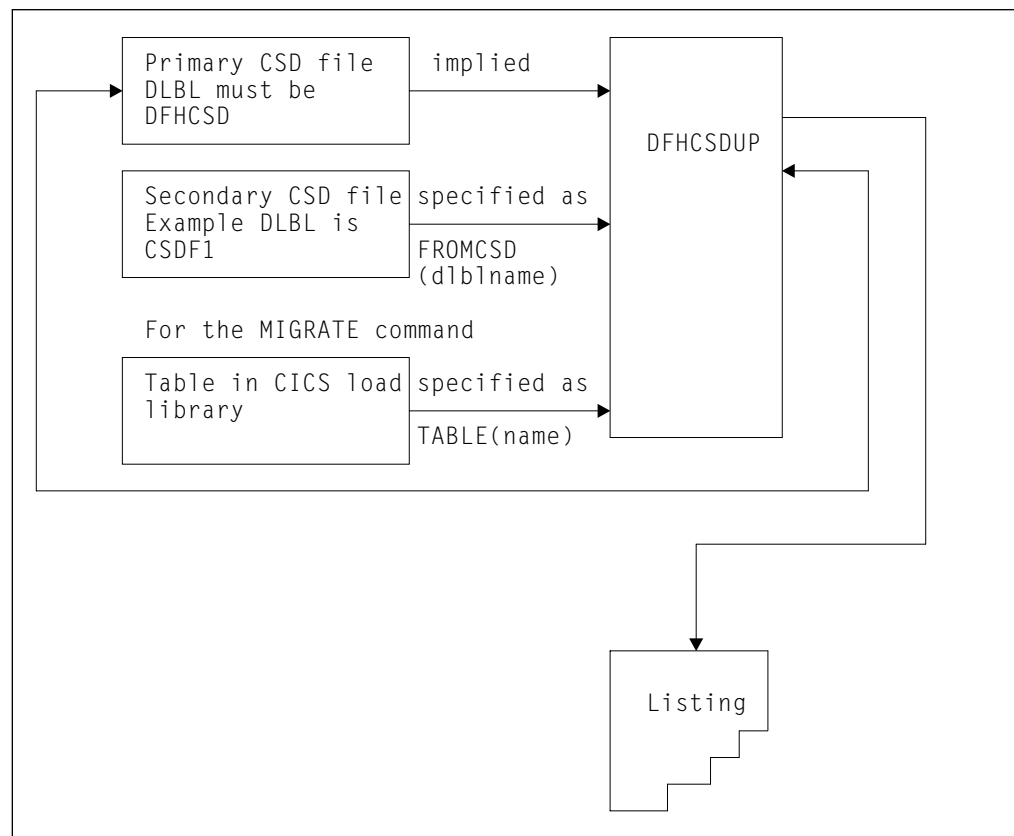 Primary CSD file
DLBL must be
DFHCSD
implied
DFHCSDUP
Secondary CSD file
Example DLBL is
CSDF1
specified as
FROMCSD
(dlblname)
For the MIGRATE command
Table in CICS load
library
specified as
TABLE(name)
Listing